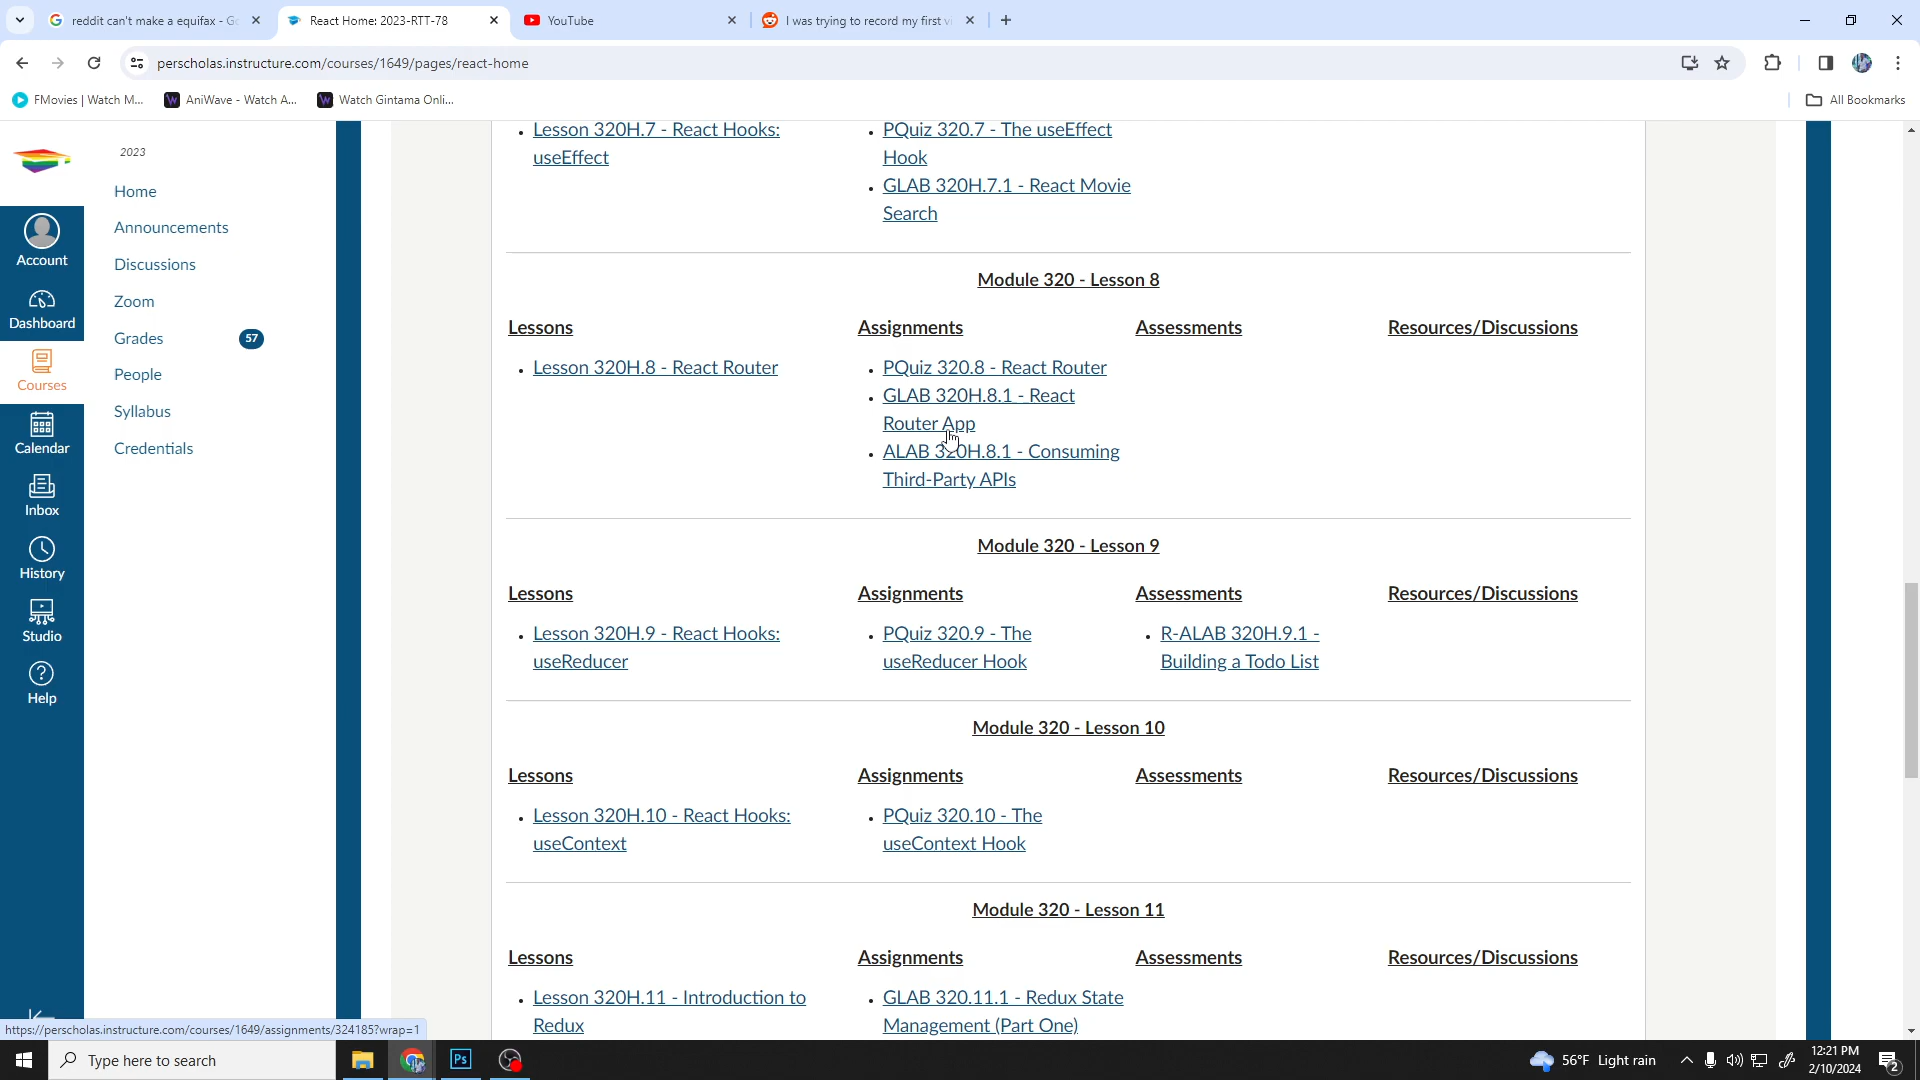 reddit can't make a equifax - G
React Home: 2023-RTT-78
YouTube
I was trying to record my first v
perscholas.instructure.com/courses/1649/pages/react-home
FMovies | Watch M...
AniWave - Watch A...
Watch Gintama Onli...
All Bookmarks
2023
Home
Announcements
Discussions
Zoom
Grades 57
People
Syllabus
Credentials
Account
Dashboard
Courses
Calendar
Inbox
History
Studio
Help
Lesson 320H.7 - React Hooks:
useEffect
PQuiz 320.7 - The useEffect
Hook
GLAB 320H.7.1 - React Movie
Search
Module 320 - Lesson 8
Lessons Assignments Assessments Resources/Discussions
Lesson 320H.8 - React Router
PQuiz 320.8 - React Router
GLAB 320H.8.1 - React
Router App
ALAB 320H.8.1 - Consuming
Third-Party APIs
Module 320 - Lesson 9
Lessons Assignments Assessments Resources/Discussions
Lesson 320H.9 - React Hooks:
useReducer
PQuiz 320.9 - The
useReducer Hook
R-ALAB 320H.9.1 -
Building a Todo List
Module 320 - Lesson 10
Lessons Assignments Assessments Resources/Discussions
Lesson 320H.10 - React Hooks:
useContext
PQuiz 320.10 - The
useContext Hook
Module 320 - Lesson 11
Lessons Assignments Assessments Resources/Discussions
Lesson 320H.11 - Introduction to
Redux
GLAB 320.11.1 - Redux State
Management (Part One)
https://perscholas.instructure.com/courses/1649/assignments/324185?wrap=1
Type here to search
Ps
56°F Light rain
12:21 PM
2/10/2024
2